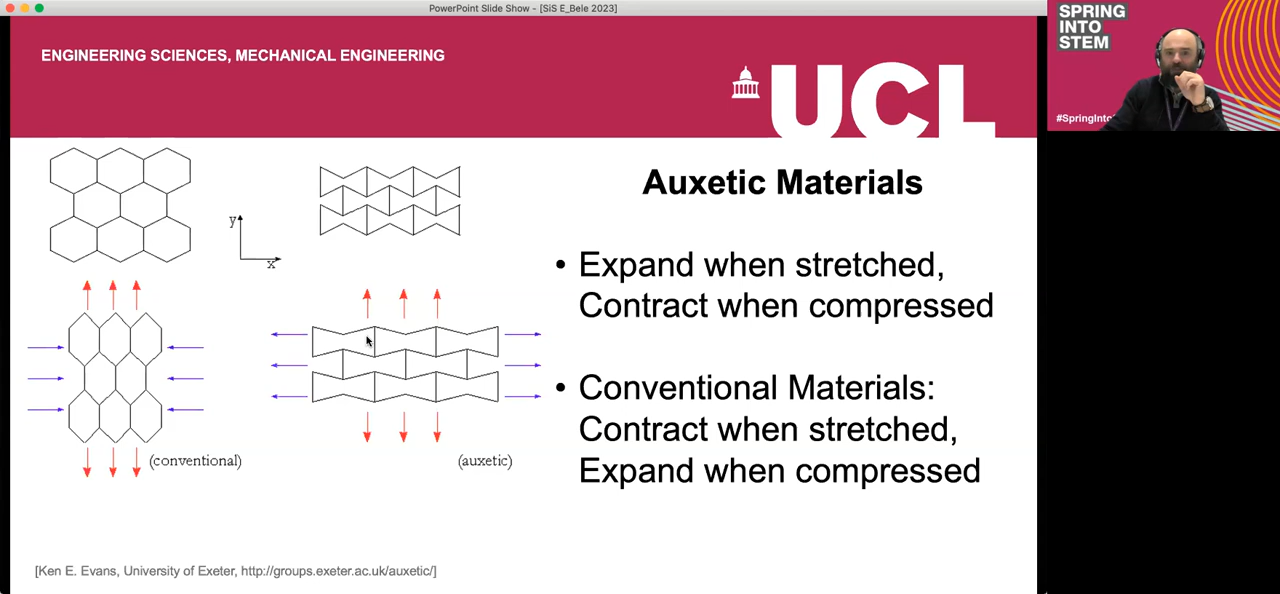 PowerPoint Slide Show - [SiS E_Bele 2023]
ENGINEERING SCIENCES, MECHANICAL ENGINEERING
UCL
SPRING
INTO
STEM
#SpringInto
Auxetic Materials
y
x
• Expand when stretched,
Contract when compressed
• Conventional Materials:
Contract when stretched,
Expand when compressed
(conventional)
(auxetic)
[Ken E. Evans, University of Exeter, http://groups.exeter.ac.uk/auxetic/]